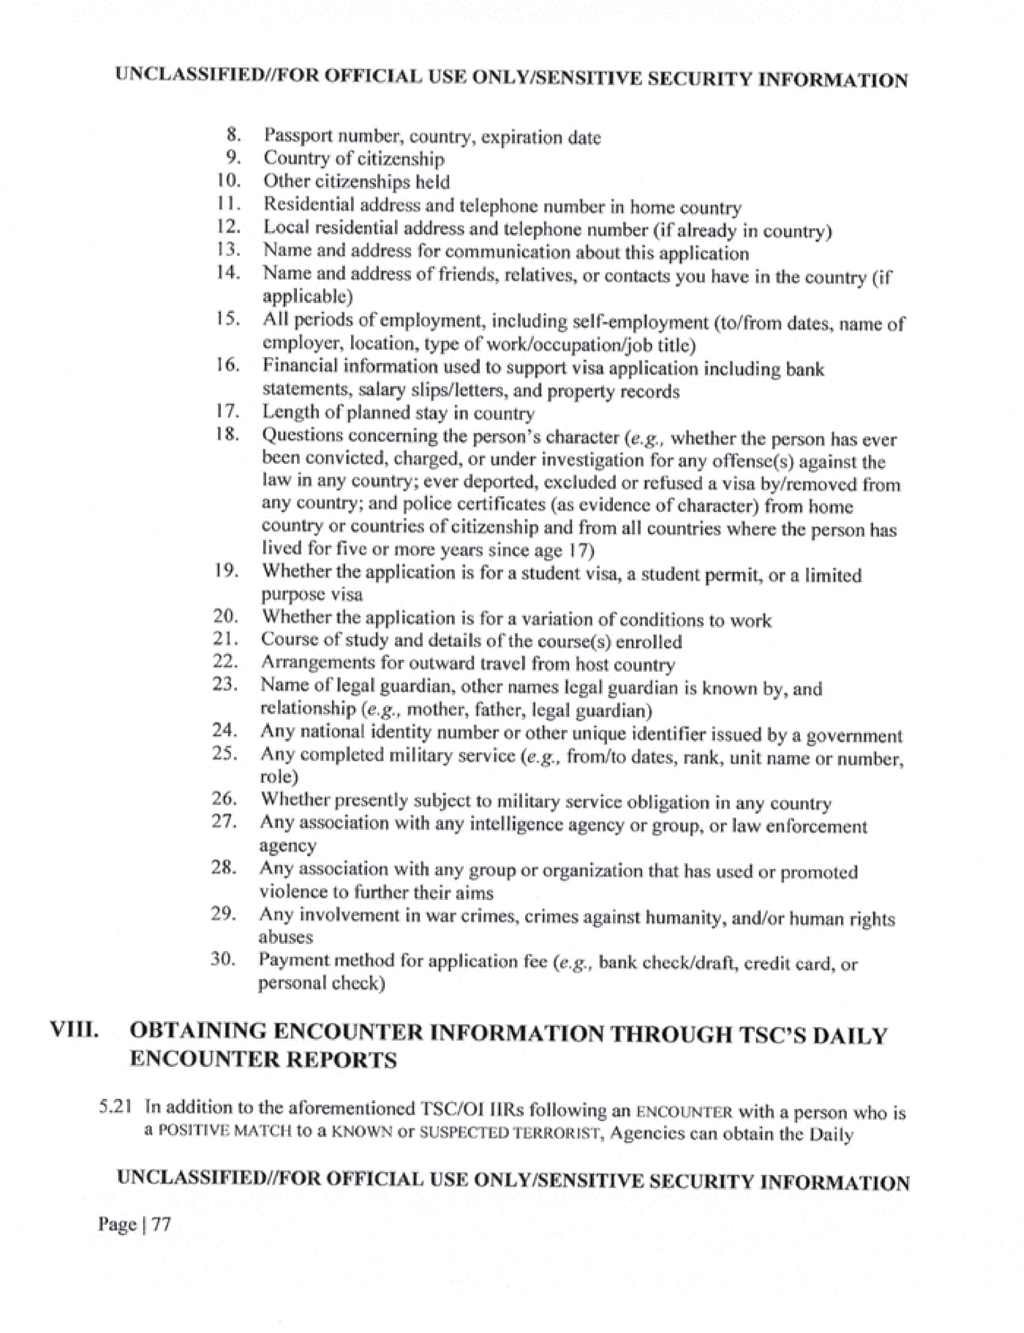 UNCLASSIFIED//FOR OFFICIAL USE ONLY/SENSITIVE SECURITY INFORMATION
8. Passport number, country, expiration date
9. Country of citizenship
10. Other citizenships held
11. Residential address and telephone number in home country
12. Local residential address and telephone number (if already in country)
13. Name and address for communication about this application
14. Name and address of friends, relatives, or contacts you have in the country (if
applicable)
15. All periods of employment, including self-employment (to/from dates, name of
employer, location, type of work/occupation/job title)
16. Financial information used to support visa application including bank
statements, salary slips/letters, and property records
17. Length of planned stay in country
18. Questions concerning the person's character (e.g., whether the person has ever
been convicted, charged, or under investigation for any offense(s) against the
law in any country; ever deported, excluded or refused a visa by/removed from
any country; and police certificates (as evidence of character) from home
country or countries of citizenship and from all countries where the person has
lived for five or more years since age 17)
19. Whether the application is for a student visa, a student permit, or a limited
purpose visa
20. Whether the application is for a variation of conditions to work
21. Course of study and details of the course(s) enrolled
22. Arrangements for outward travel from host country
23. Name of legal guardian, other names legal guardian is known by, and
relationship (e.g., mother, father, legal guardian)
24. Any national identity number or other unique identifier issued by a government
25. Any completed military service (e.g., from/to dates, rank, unit name or number,
role)
26. Whether presently subject to military service obligation in any country
27. Any association with any intelligence agency or group, or law enforcement
agency
28. Any association with any group or organization that has used or promoted
violence to further their aims
29. Any involvement in war crimes, crimes against humanity, and/or human rights
abuses
30. Payment method for application fee (e.g., bank check/draft, credit card, or
personal check)
VIII. OBTAINING ENCOUNTER INFORMATION THROUGH TSC'S DAILY
ENCOUNTER REPORTS
5.21 In addition to the aforementioned TSC/OI IIRs following an ENCOUNTER with a person who is
a POSITIVE MATCH to a KNOWN or SUSPECTED TERRORIST, Agencies can obtain the Daily
UNCLASSIFIED//FOR OFFICIAL USE ONLY/SENSITIVE SECURITY INFORMATION
Page | 77